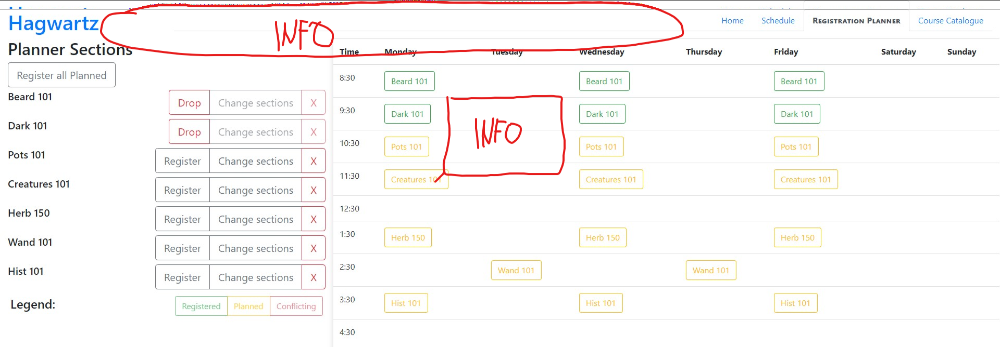 Hagwartz
INFO
Home Schedule Registration Planner Course Catalogue
Planner Sections
Register all Planned
Beard 101 Drop Change sections X
Dark 101 Drop Change sections X
Pots 101 Register Change sections X
Creatures 101 Register Change sections X
Herb 150 Register Change sections X
Wand 101 Register Change sections X
Hist 101 Register Change sections X
Legend: Registered Planned Conflicting
Time Monday Tuesday Wednesday Thursday Friday Saturday Sunday
8:30 Beard 101 Beard 101 Beard 101
9:30 Dark 101 Dark 101 Dark 101
INFO
10:30 Pots 101 Pots 101 Pots 101
11:30 Creatures 101 Creatures 101 Creatures 101
12:30
1:30 Herb 150 Herb 150 Herb 150
2:30 Wand 101 Wand 101
3:30 Hist 101 Hist 101 Hist 101
4:30